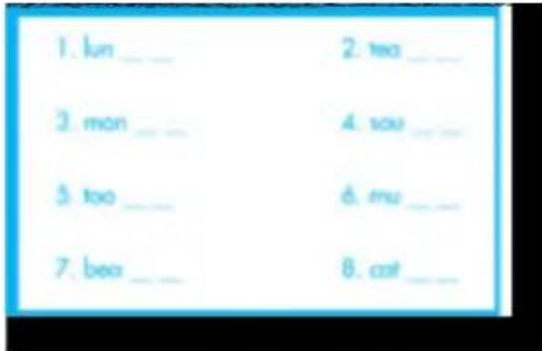 1. lun __ __ 2. tea __ __
3. mon __ __ 4. sou __ __
5. too __ __ 6. mu __ __
7. bea __ __ 8. cat __ __